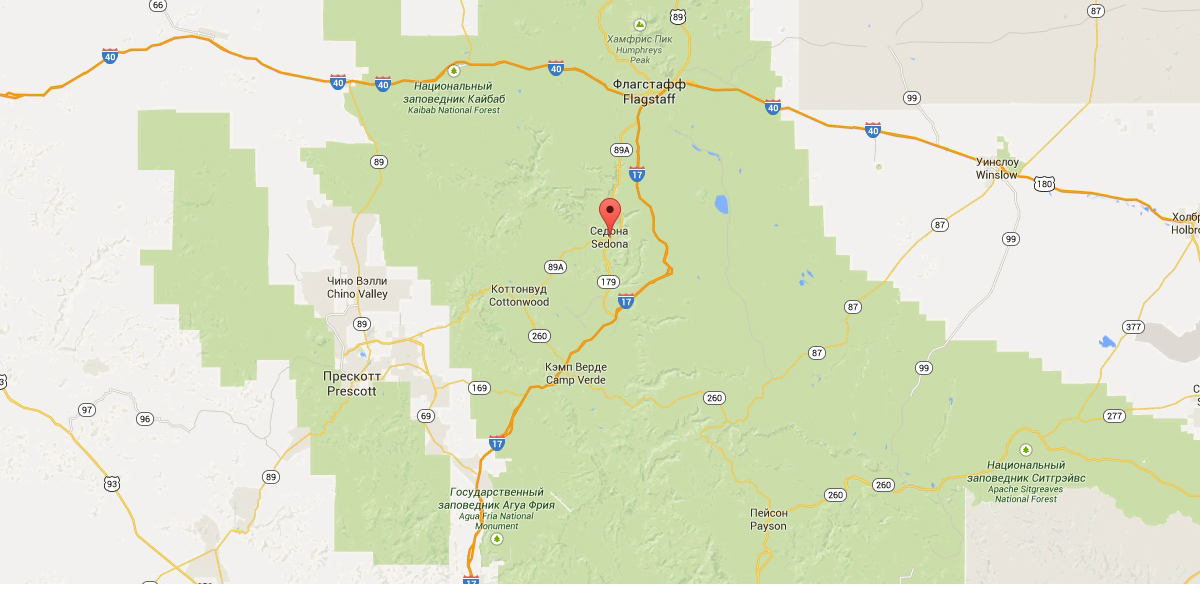 66
89
87
40
Хамфрис Пик
Humphreys
Peak
40
40
40
Национальный
заповедник Кайбаб
Kaibab National Forest
Флагстафф
Flagstaff
99
40
40
89A
89
17
Уинслоу
Winslow
180
Седона
Sedona
87
99
89A
179
Чино Вэлли
Chino Valley
Коттонвуд
Cottonwood
17
87
89
260
377
87
Кэмп Верде
Camp Verde
99
Прескотт
Prescott
169
260
97
96
69
277
17
89
93
Национальный
заповедник Ситгрэйвс
Apache Sitgreaves
National Forest
260
260
Государственный
заповедник Агуа Фрия
Agua Fria National
Monument
Пейсон
Payson
17